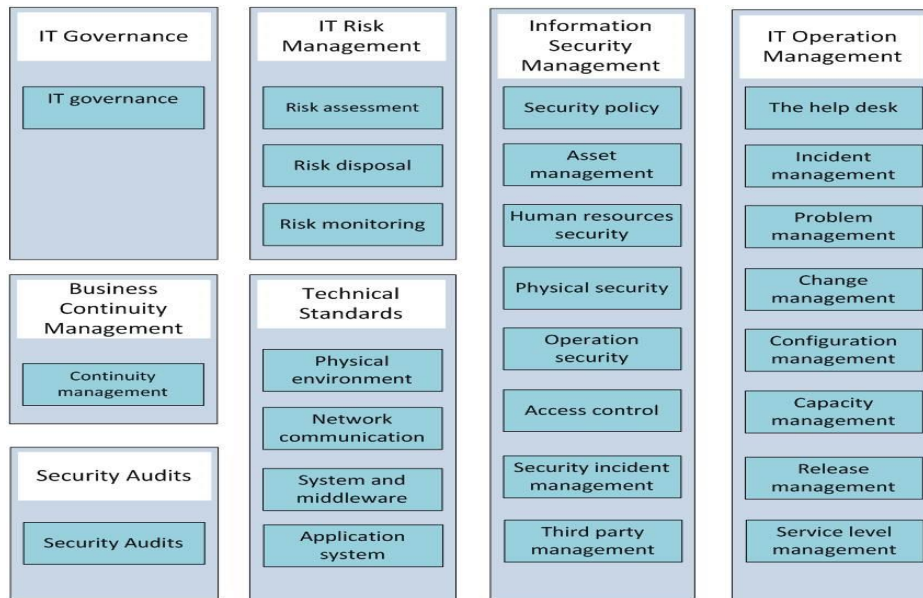 IT Governance
IT governance
Business
Continuity
Management
Continuity
management
Security Audits
Security Audits
IT Risk
Management
Risk assessment
Risk disposal
Risk monitoring
Technical
Standards
Physical
environment
Network
communication
System and
middleware
Application
system
Information
Security
Management
Security policy
Asset
management
Human resources
security
Physical security
Operation
security
Access control
Security incident
management
Third party
management
IT Operation
Management
The help desk
Incident
management
Problem
management
Change
management
Configuration
management
Capacity
management
Release
management
Service level
management